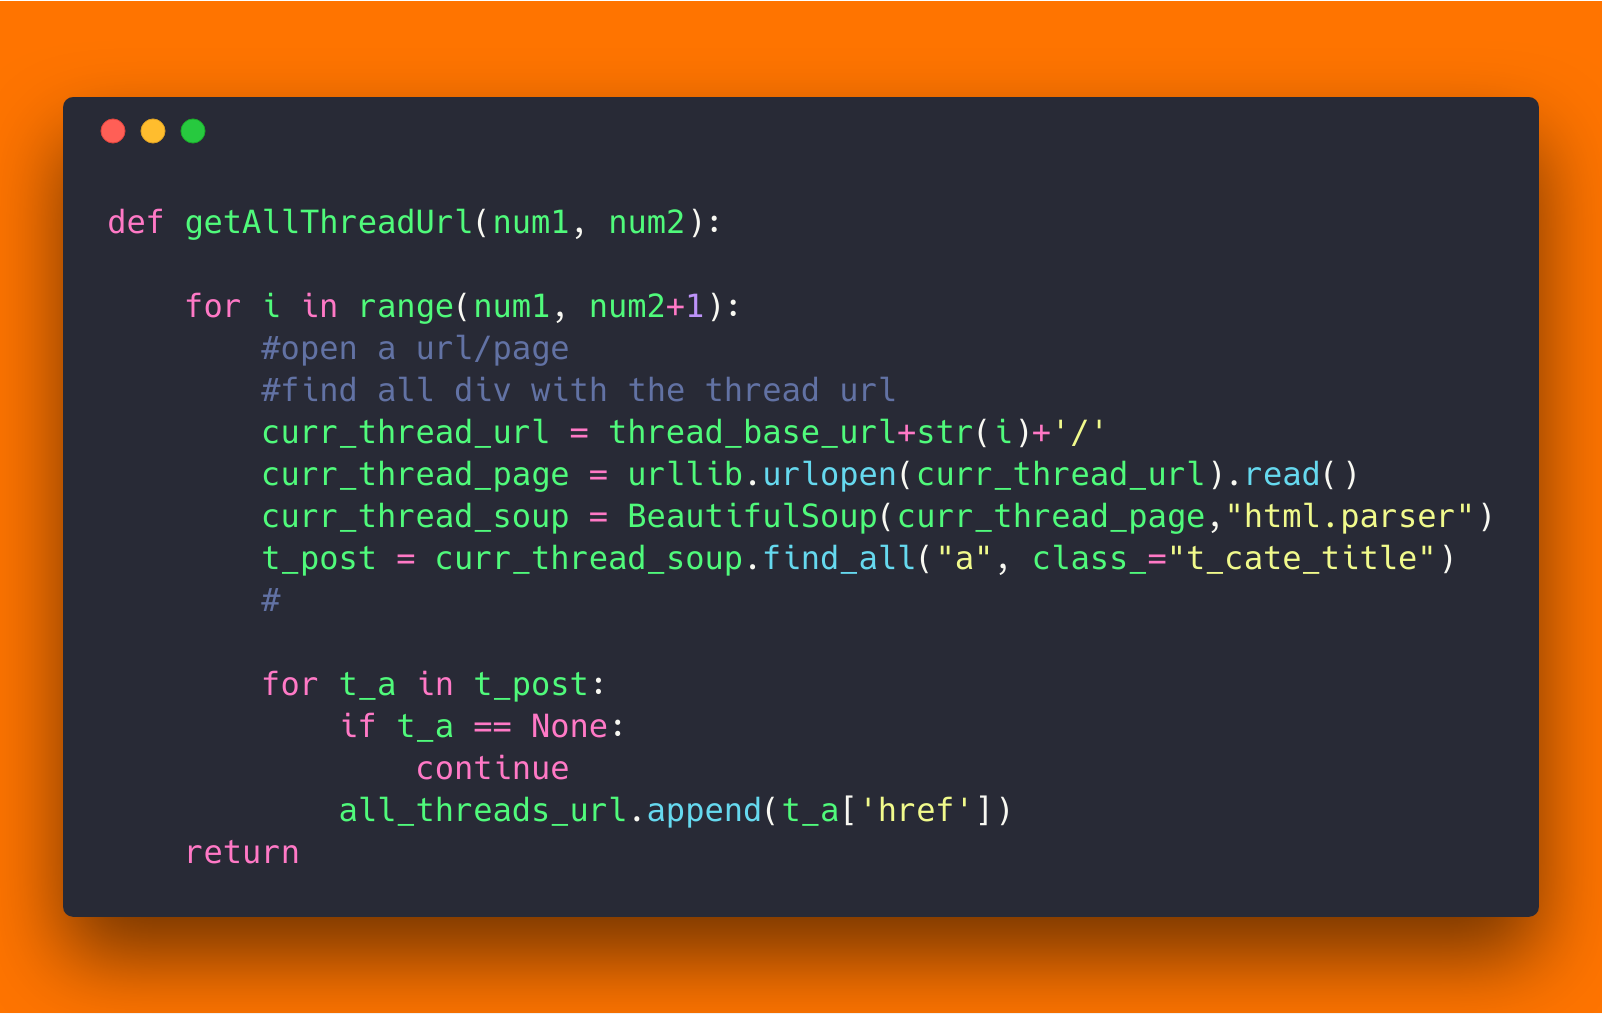 def getAllThreadUrl(num1, num2):
    for i in range(num1, num2+1):
        #open a url/page
        #find all div with the thread url
        curr_thread_url = thread_base_url+str(i)+'/'
        curr_thread_page = urllib.urlopen(curr_thread_url).read()
        curr_thread_soup = BeautifulSoup(curr_thread_page,"html.parser")
        t_post = curr_thread_soup.find_all("a", class_="t_cate_title")
        #
        for t_a in t_post:
            if t_a == None:
                continue
            all_threads_url.append(t_a['href'])
    return